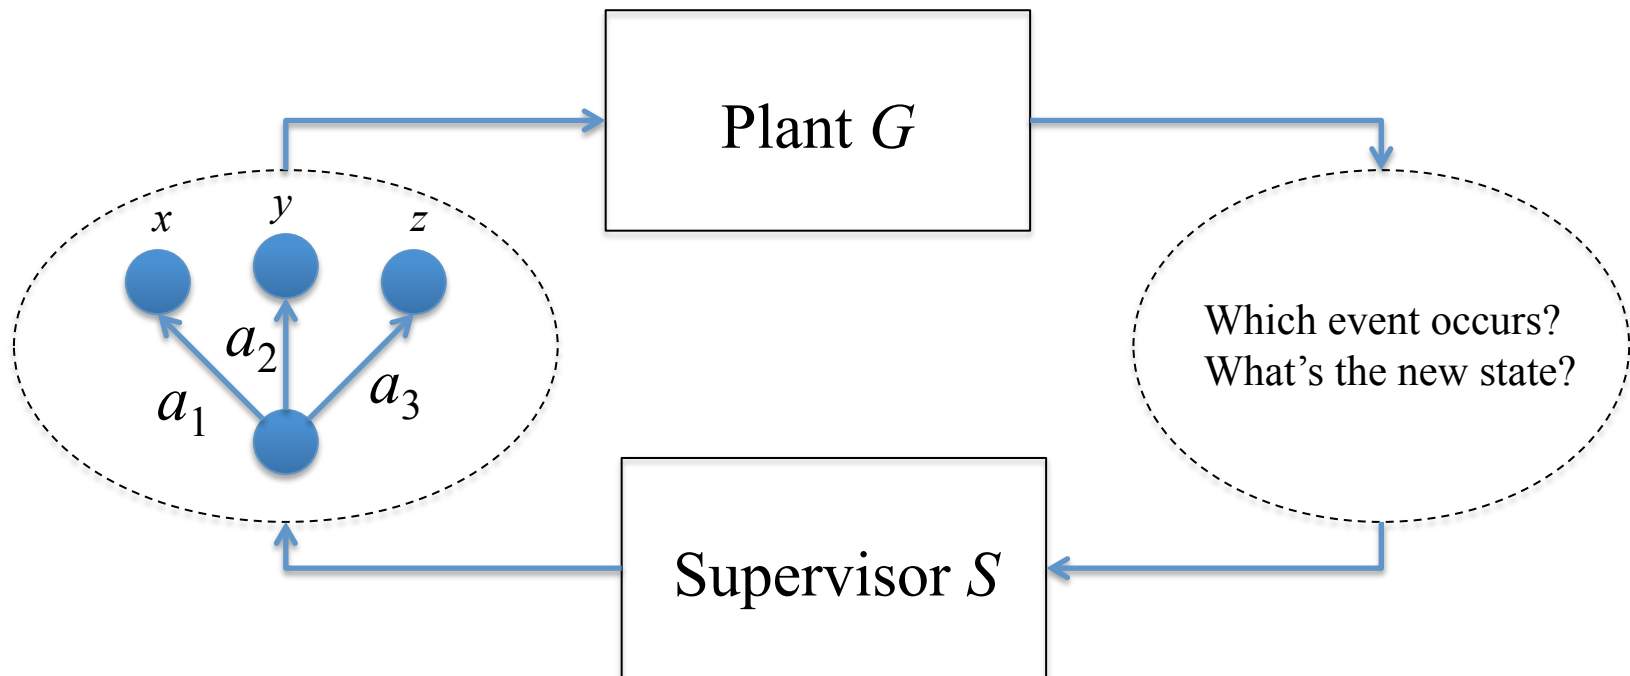 Plant G
x
y
z
a2
a3
a1
Which event occurs?
What’s the new state?
Supervisor S